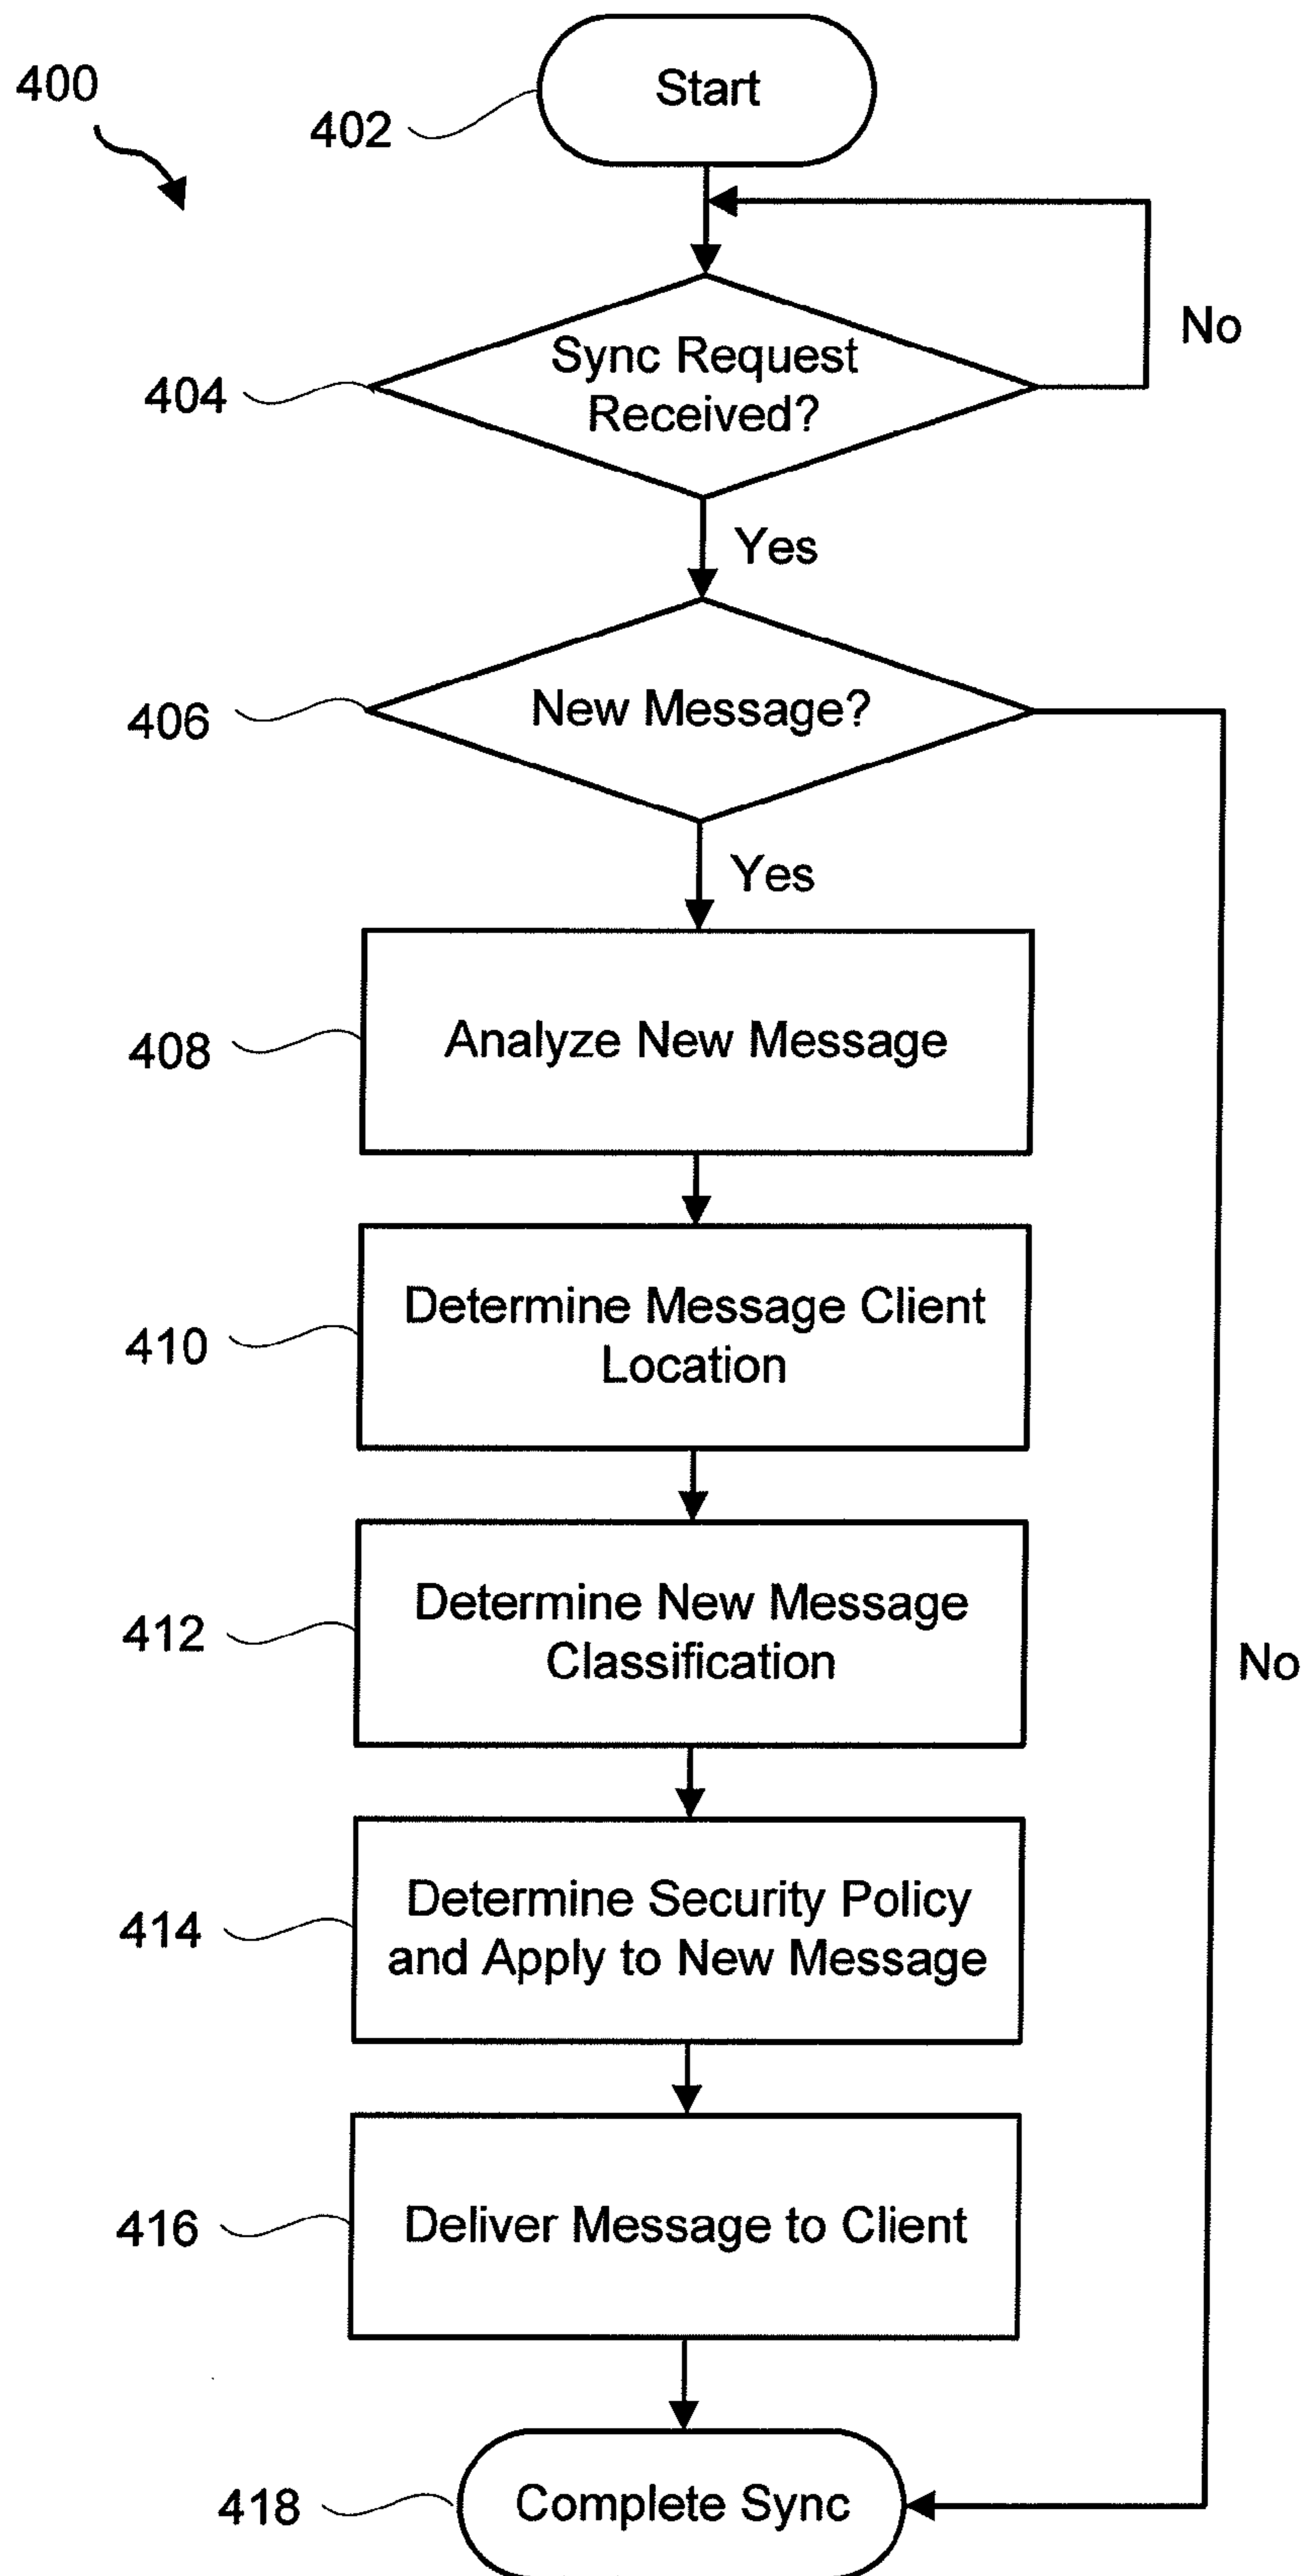 400
402
Start
404
Sync Request
Received?
No
Yes
406
New Message?
Yes
408
Analyze New Message
410
Determine Message Client
Location
412
Determine New Message
Classification
No
414
Determine Security Policy
and Apply to New Message
416
Deliver Message to Client
418
Complete Sync